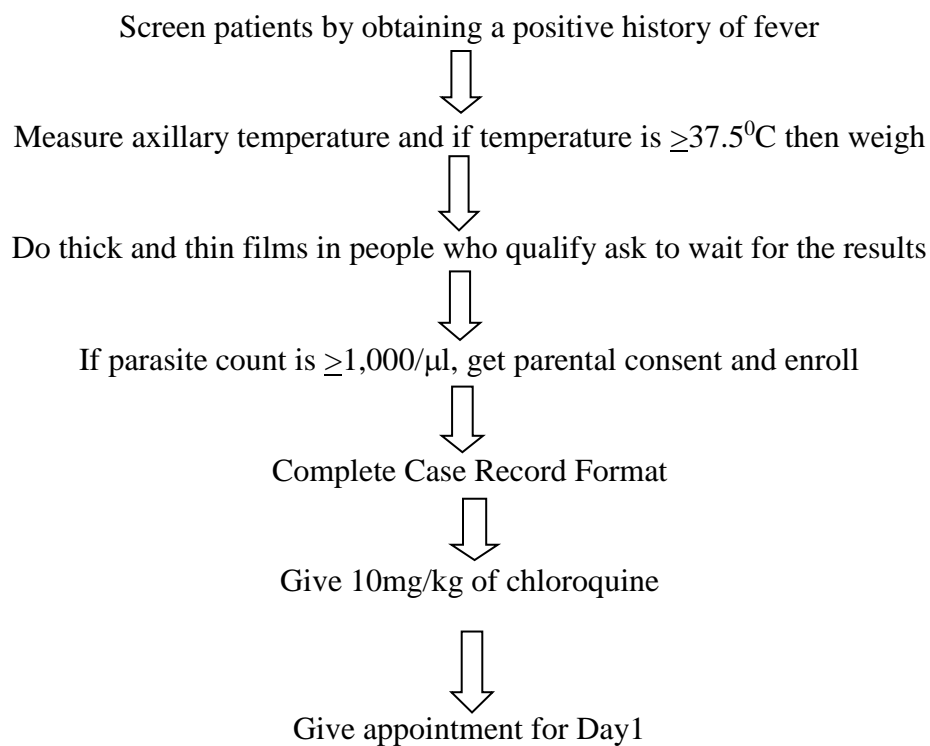 Screen patients by obtaining a positive history of fever
Measure axillary temperature and if temperature is ≥37.5⁰C then weigh
Do thick and thin films in people who qualify ask to wait for the results
If parasite count is ≥1,000/μl, get parental consent and enroll
Complete Case Record Format
Give 10mg/kg of chloroquine
Give appointment for Day1